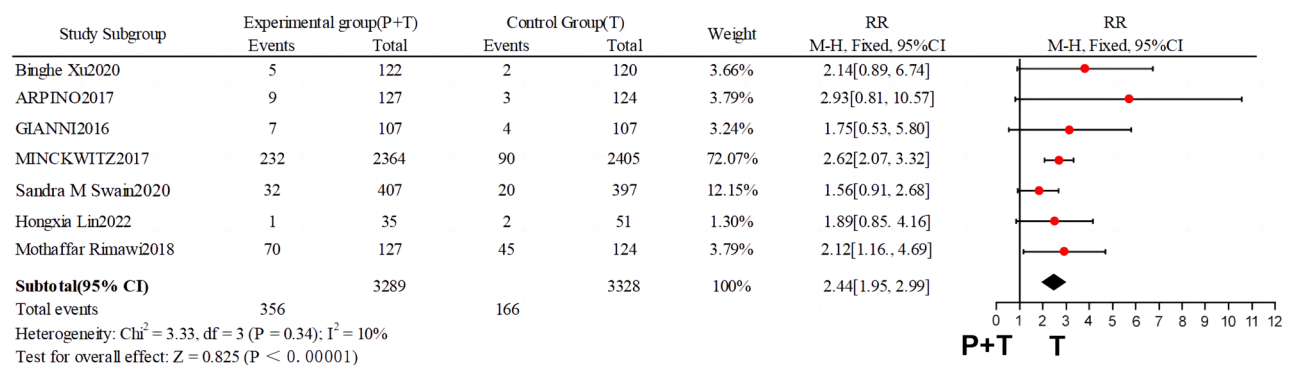 Study Subgroup Experimental group(P+T) Control Group(T) Weight RR RR
Events Total Events Total M-H, Fixed, 95%CI M-H, Fixed, 95%CI
Binghe Xu2020 5 122 2 120 3.66% 2.14[0.89, 6.74]
ARPINO2017 9 127 3 124 3.79% 2.93[0.81, 10.57]
GIANNI2016 7 107 4 107 3.24% 1.75[0.53, 5.80]
MINCKWITZ2017 232 2364 90 2405 72.07% 2.62[2.07, 3.32]
Sandra M Swain2020 32 407 20 397 12.15% 1.56[0.91, 2.68]
Hongxia Lin2022 1 35 2 51 1.30% 1.89[0.85. 4.16]
Mothaffar Rimawi2018 70 127 45 124 3.79% 2.12[1.16., 4.69]
Subtotal(95% CI) 3289 3328 100% 2.44[1.95, 2.99]
Total events 356 166
Heterogeneity: Chi² = 3.33, df = 3 (P = 0.34); I² = 10%
Test for overall effect: Z = 0.825 (P < 0.00001)
0 1 2 3 4 5 6 7 8 9 10 11 12
P+T T